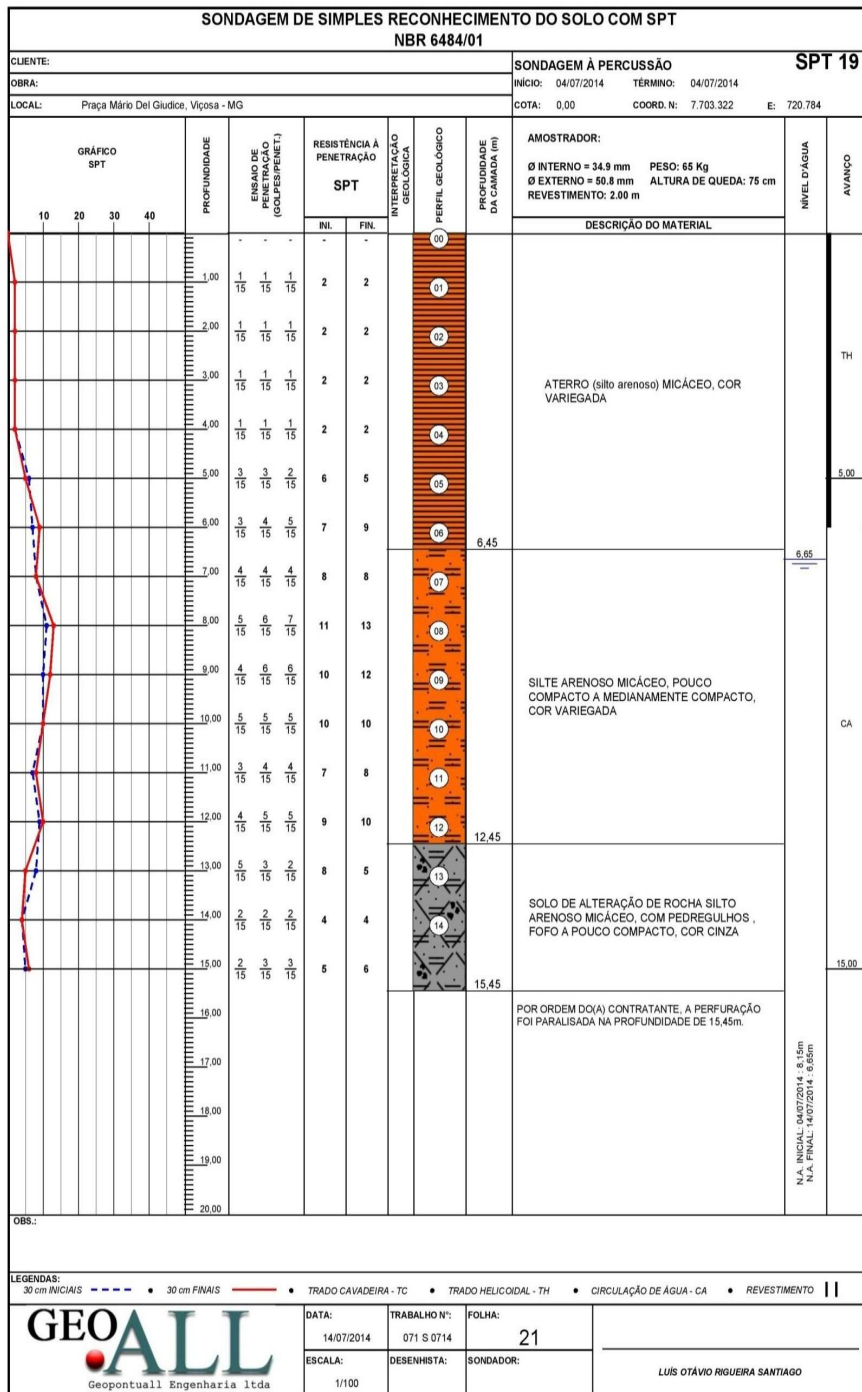 SONDAGEM DE SIMPLES RECONHECIMENTO DO SOLO COM SPT
NBR 6484/01
CLIENTE:
OBRA:
LOCAL: Praça Mário Del Giudice, Viçosa - MG
SONDAGEM À PERCUSSÃO SPT 19
INÍCIO: 04/07/2014 TÉRMINO: 04/07/2014
COTA: 0,00 COORD. N: 7.703.322 E: 720.784
GRÁFICO
SPT
10 20 30 40
PROFUNDIDADE
ENSAIO DE
PENETRAÇÃO
(GOLPES/PENET.)
RESISTÊNCIA À
PENETRAÇÃO
SPT
INI. FIN.
INTERPRETAÇÃO
GEOLÓGICA
PERFIL GEOLÓGICO
PROFUDIDADE
DA CAMADA (m)
AMOSTRADOR:
Ø INTERNO = 34.9 mm PESO: 65 Kg
Ø EXTERNO = 50.8 mm ALTURA DE QUEDA: 75 cm
REVESTIMENTO: 2.00 m
DESCRIÇÃO DO MATERIAL
NÍVEL D'ÁGUA
AVANÇO
- - - - - 00
1,00 1/15 1/15 1/15 2 2 01
2,00 1/15 1/15 1/15 2 2 02
3,00 1/15 1/15 1/15 2 2 03
4,00 1/15 1/15 1/15 2 2 04
5,00 3/15 3/15 2/15 6 5 05
6,00 3/15 4/15 5/15 7 9 06
6,45
7,00 4/15 4/15 4/15 8 8 07
8,00 5/15 6/15 7/15 11 13 08
9,00 4/15 6/15 6/15 10 12 09
10,00 5/15 5/15 5/15 10 10 10
11,00 3/15 4/15 4/15 7 8 11
12,00 4/15 5/15 5/15 9 10 12
12,45
13,00 5/15 3/15 2/15 8 5 13
14,00 2/15 2/15 2/15 4 4 14
15,00 2/15 3/15 3/15 5 6
15,45
16,00
17,00
18,00
19,00
20,00
ATERRO (silto arenoso) MICÁCEO, COR
VARIEGADA
SILTE ARENOSO MICÁCEO, POUCO
COMPACTO A MEDIANAMENTE COMPACTO,
COR VARIEGADA
SOLO DE ALTERAÇÃO DE ROCHA SILTO
ARENOSO MICÁCEO, COM PEDREGULHOS ,
FOFO A POUCO COMPACTO, COR CINZA
POR ORDEM DO(A) CONTRATANTE, A PERFURAÇÃO
FOI PARALISADA NA PROFUNDIDADE DE 15,45m.
6,65
N.A. INICIAL: 04/07/2014 : 8,15m
N.A. FINAL: 14/07/2014 : 6,65m
TH
5,00
CA
15,00
OBS.:
LEGENDAS:
30 cm INICIAIS • 30 cm FINAIS • TRADO CAVADEIRA - TC • TRADO HELICOIDAL - TH • CIRCULAÇÃO DE ÁGUA - CA • REVESTIMENTO
GEO ALL
Geopontuall Engenharia ltda
DATA: TRABALHO Nº: FOLHA:
14/07/2014 071 S 0714 21
ESCALA: DESENHISTA: SONDADOR:
1/100
LUÍS OTÁVIO RIGUEIRA SANTIAGO